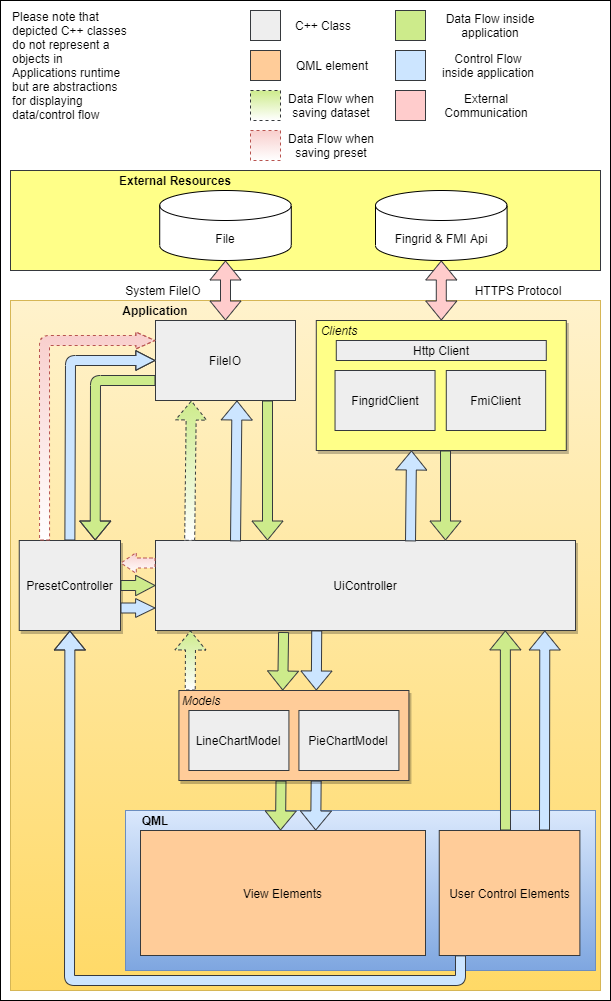 Please note that
depicted C++ classes
do not represent a
objects in
Applications runtime
but are abstractions
for displaying
data/control flow
C++ Class
QML element
Data Flow when
saving dataset
Data Flow when
saving preset
Data Flow inside
application
Control Flow
inside application
External
Communication
External Resources
File
Fingrid & FMI Api
System FileIO
HTTPS Protocol
Application
FileIO
Clients
Http Client
FingridClient
FmiClient
PresetController
UiController
Models
LineChartModel
PieChartModel
QML
View Elements
User Control Elements